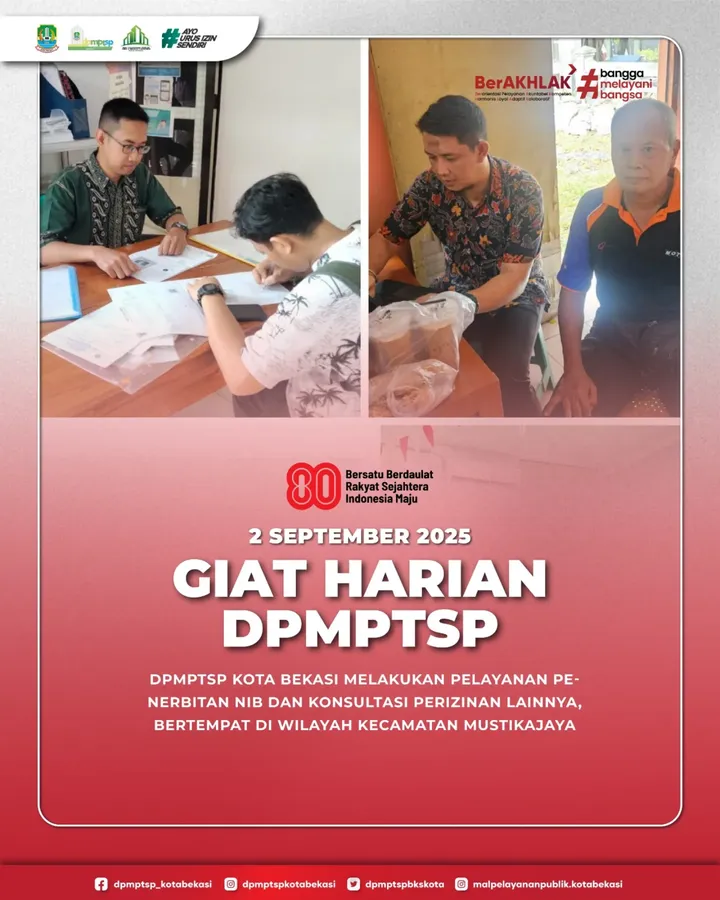 dpmptsp
#AYO
URUS IZIN
SENDIRI
BerAKHLAK
#bangga
melayani
bangsa
KOT
80
Bersatu Berdaulat
Rakyat Sejahtera
Indonesia Maju
2 SEPTEMBER 2025
GIAT HARIAN
DPMPTSP
DPMPTSP KOTA BEKASI MELAKUKAN PELAYANAN PE-
NERBITAN NIB DAN KONSULTASI PERIZINAN LAINNYA,
BERTEMPAT DI WILAYAH KECAMATAN MUSTIKAJAYA
dpmptsp_kotabekasi dpmptspkotabekasi dpmptspbkskota malpelayananpublik.kotabekasi